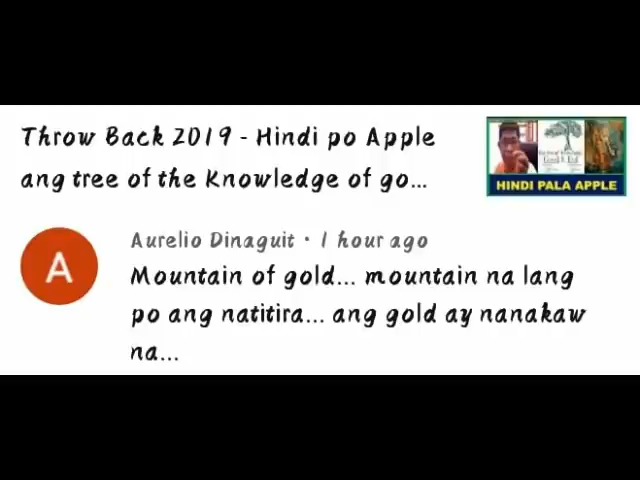 Throw Back 2019 - Hindi po Apple
ang tree of the Knowledge of go...
HINDI PALA APPLE
A
Aurelio Dinaguit • 1 hour ago
Mountain of gold... mountain na lang
po ang natitira... ang gold ay nanakaw
na...